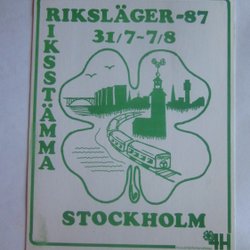 RIKSLÄGER-87
31/7-7/8
RIKSSTÄMMA
STOCKHOLM
4H